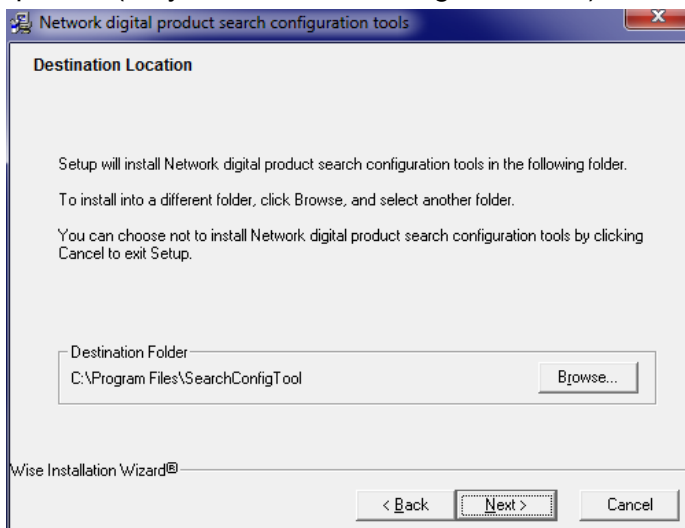 Network digital product search configuration tools
Destination Location
Setup will install Network digital product search configuration tools in the following folder.
To install into a different folder, click Browse, and select another folder.
You can choose not to install Network digital product search configuration tools by clicking
Cancel to exit Setup.
Destination Folder
C:\Program Files\SearchConfigTool
Browse...
Wise Installation Wizard®
< Back
Next >
Cancel